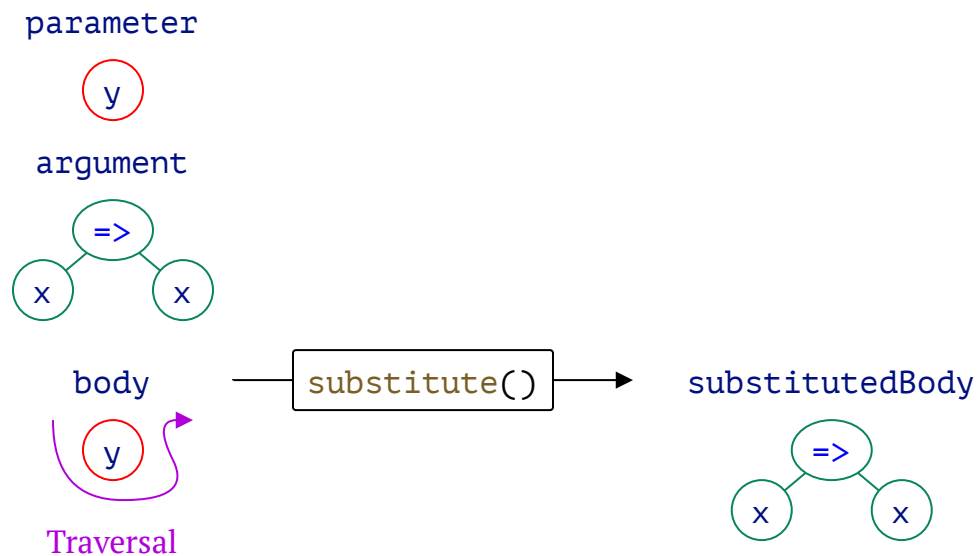 parameter
y
argument
=>
x x
body substitute() substitutedBody
y =>
x x
Traversal